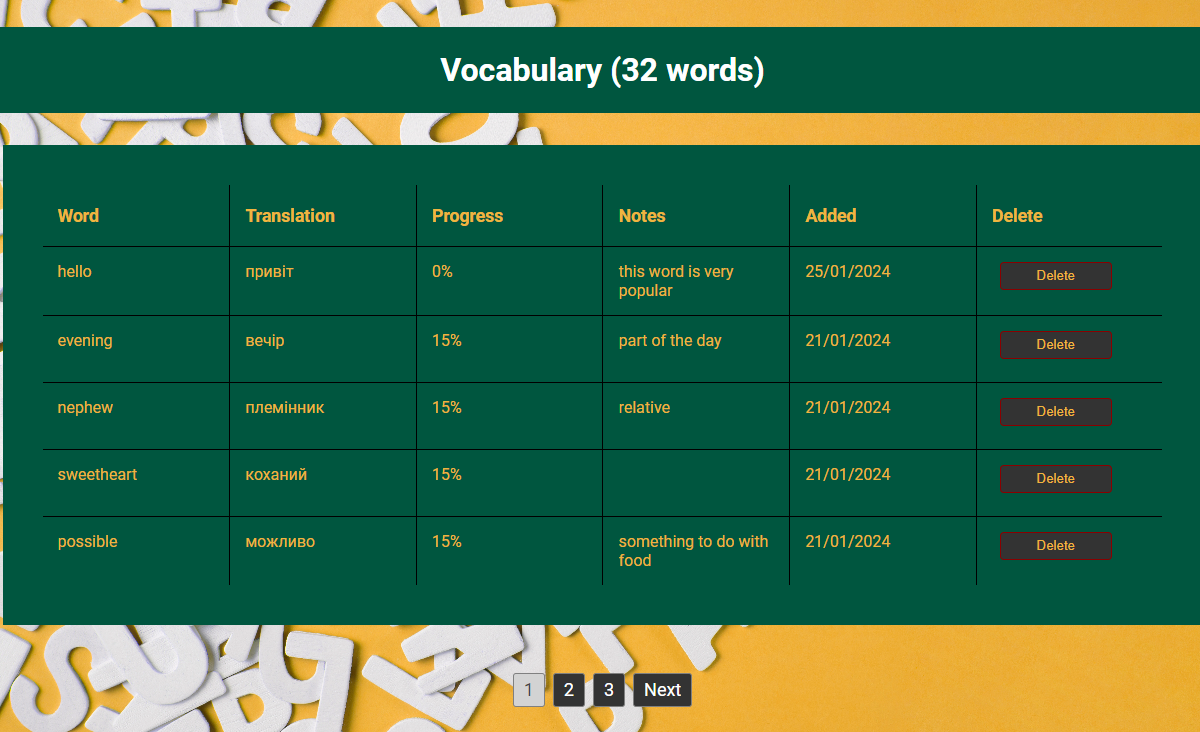 Vocabulary (32 words)
Word Translation Progress Notes Added Delete
hello привіт 0% this word is very 25/01/2024 Delete
popular
evening вечір 15% part of the day 21/01/2024 Delete
nephew племінник 15% relative 21/01/2024 Delete
sweetheart коханий 15% 21/01/2024 Delete
possible можливо 15% something to do with 21/01/2024 Delete
food
1 2 3 Next